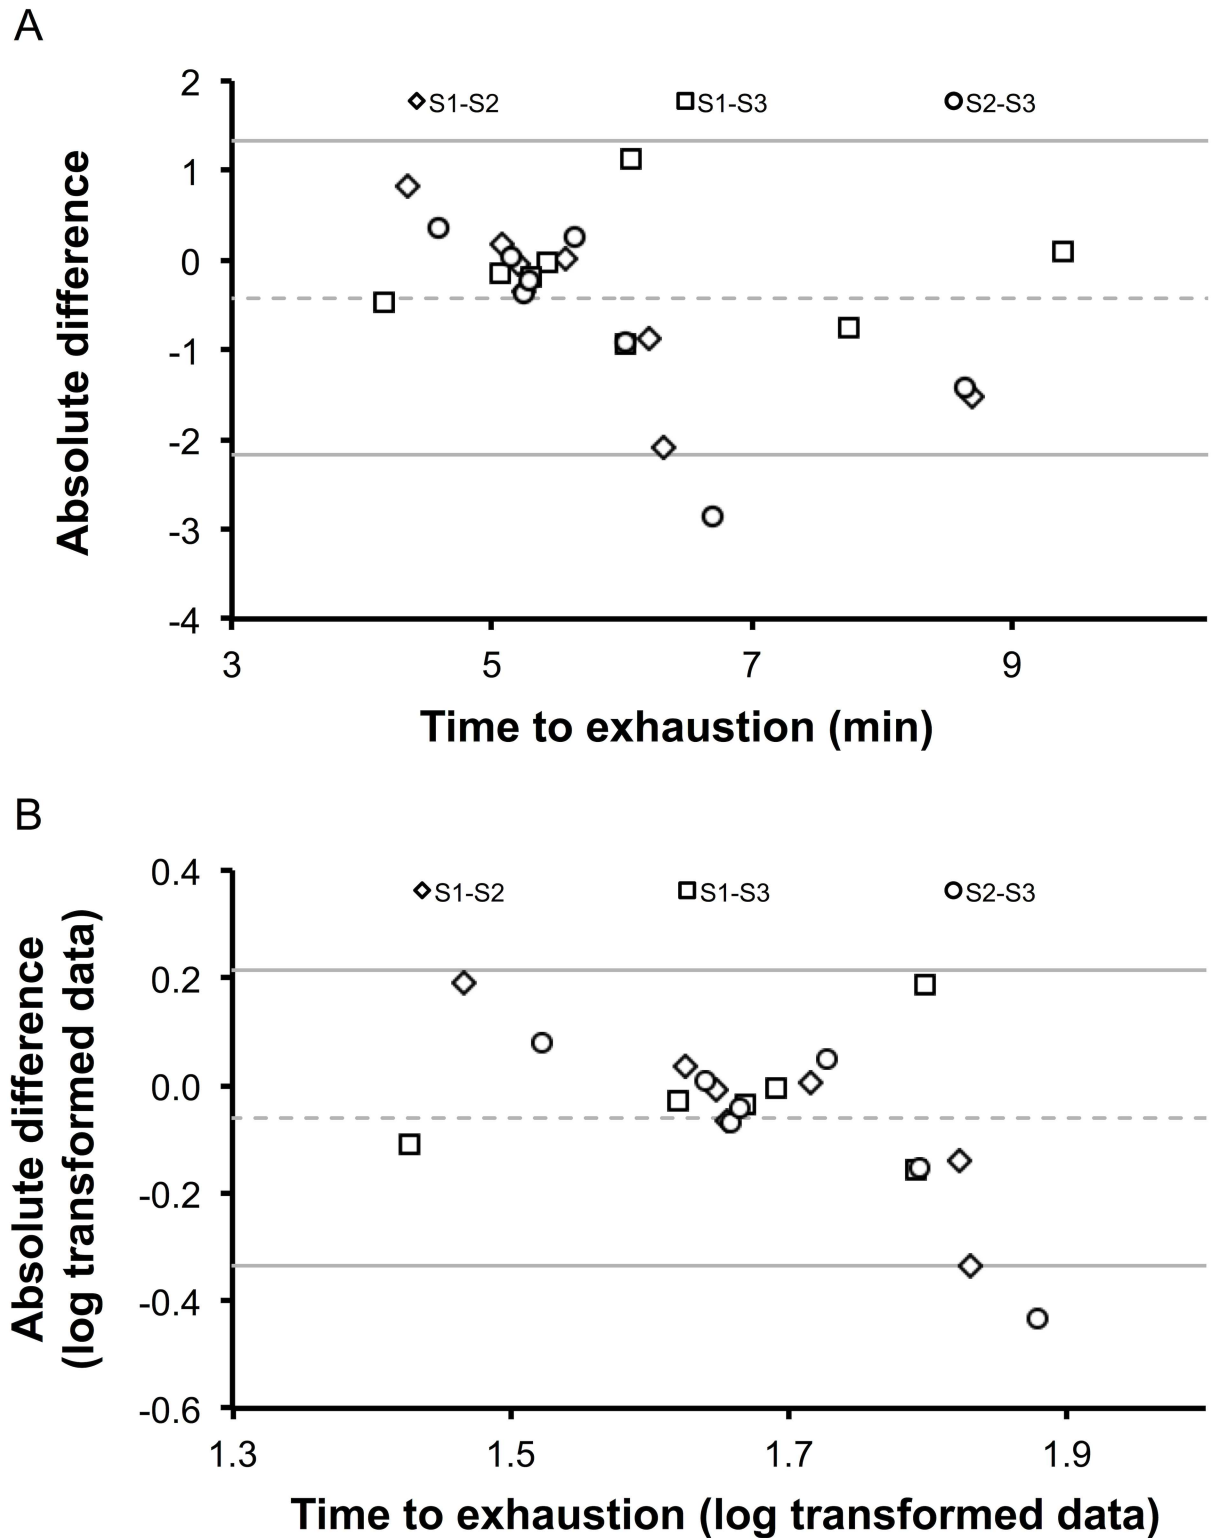 A
2
S1-S2 S1-S3 S2-S3
1
0
-1
-2
-3
-4
Absolute difference
3 5 7 9
Time to exhaustion (min)
B
0.4
S1-S2 S1-S3 S2-S3
0.2
0.0
-0.2
-0.4
-0.6
Absolute difference
(log transformed data)
1.3 1.5 1.7 1.9
Time to exhaustion (log transformed data)